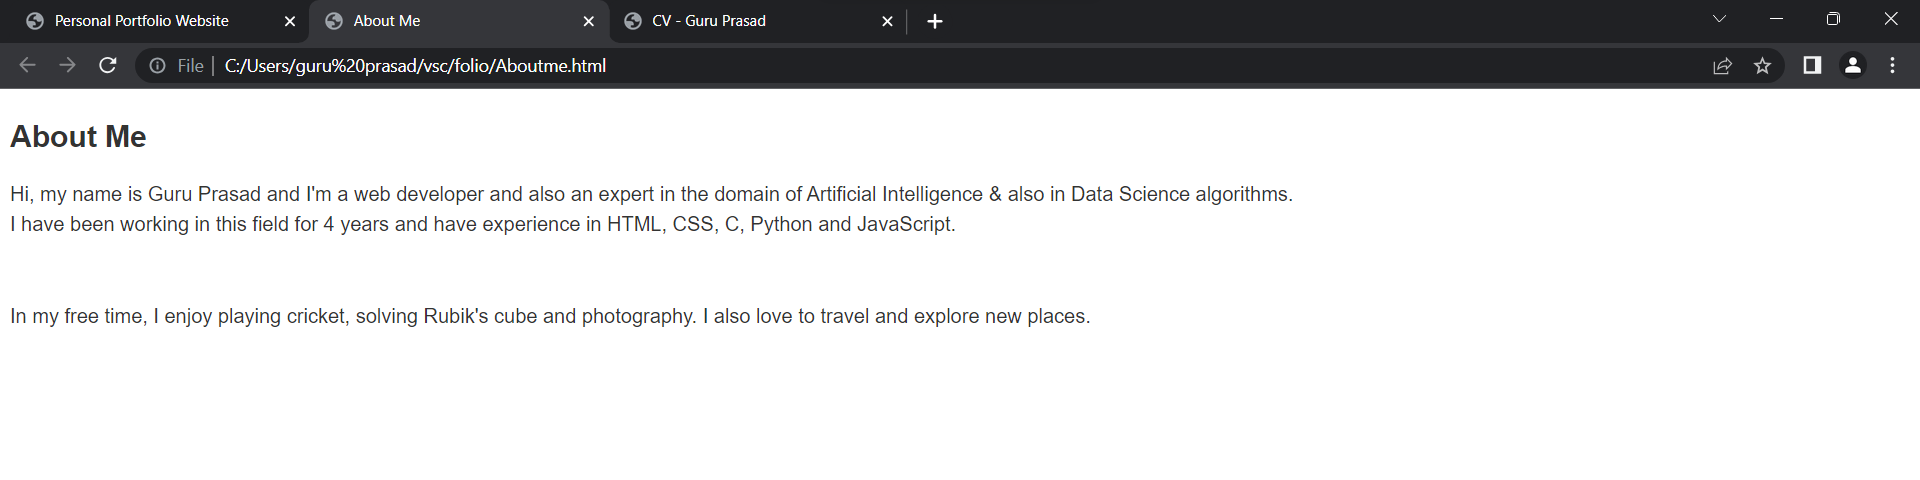 Personal Portfolio Website
About Me
CV - Guru Prasad
File
C:/Users/guru%20prasad/vsc/folio/Aboutme.html
About Me
Hi, my name is Guru Prasad and I'm a web developer and also an expert in the domain of Artificial Intelligence & also in Data Science algorithms.
I have been working in this field for 4 years and have experience in HTML, CSS, C, Python and JavaScript.
In my free time, I enjoy playing cricket, solving Rubik's cube and photography. I also love to travel and explore new places.